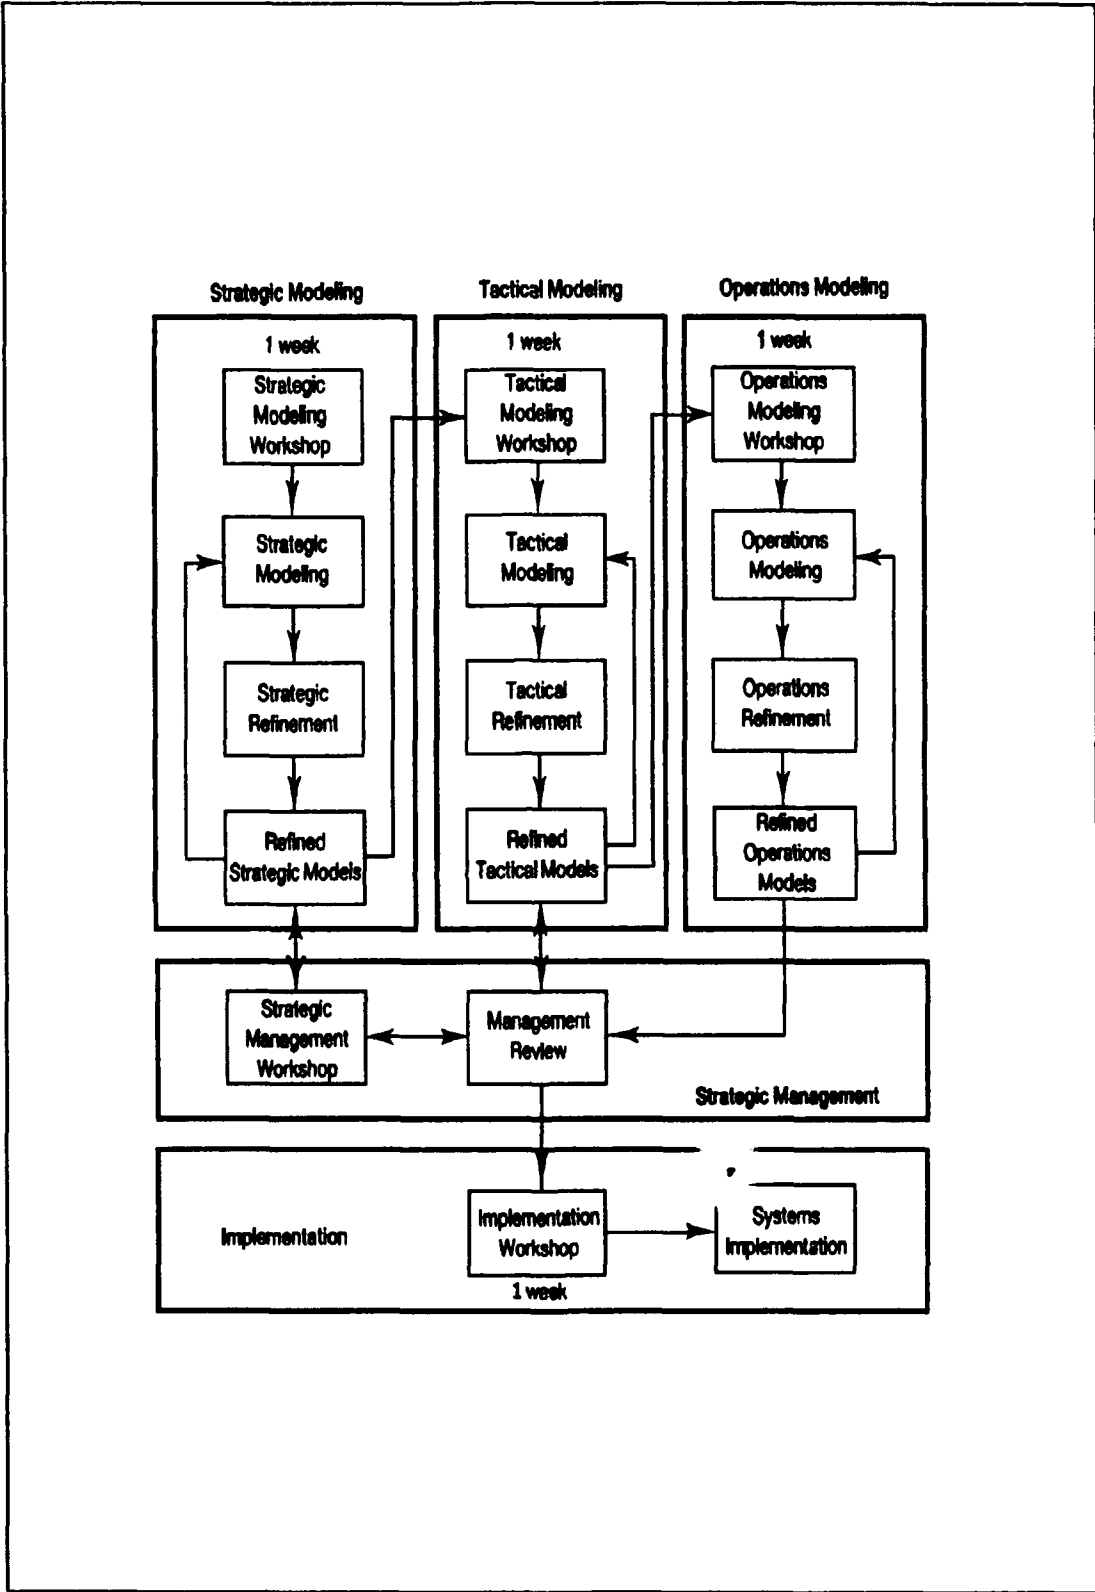 Strategic Modeling
1 week
Strategic
Modeling
Workshop
Strategic
Modeling
Strategic
Refinement
Refined
Strategic Models
Tactical Modeling
1 week
Tactical
Modeling
Workshop
Tactical
Modeling
Tactical
Refinement
Refined
Tactical Models
Operations Modeling
1 week
Operations
Modeling
Workshop
Operations
Modeling
Operations
Refinement
Refined
Operations
Models
Strategic
Management
Workshop
Management
Review
Strategic Management
Implementation
Implementation
Workshop
1 week
Systems
Implementation